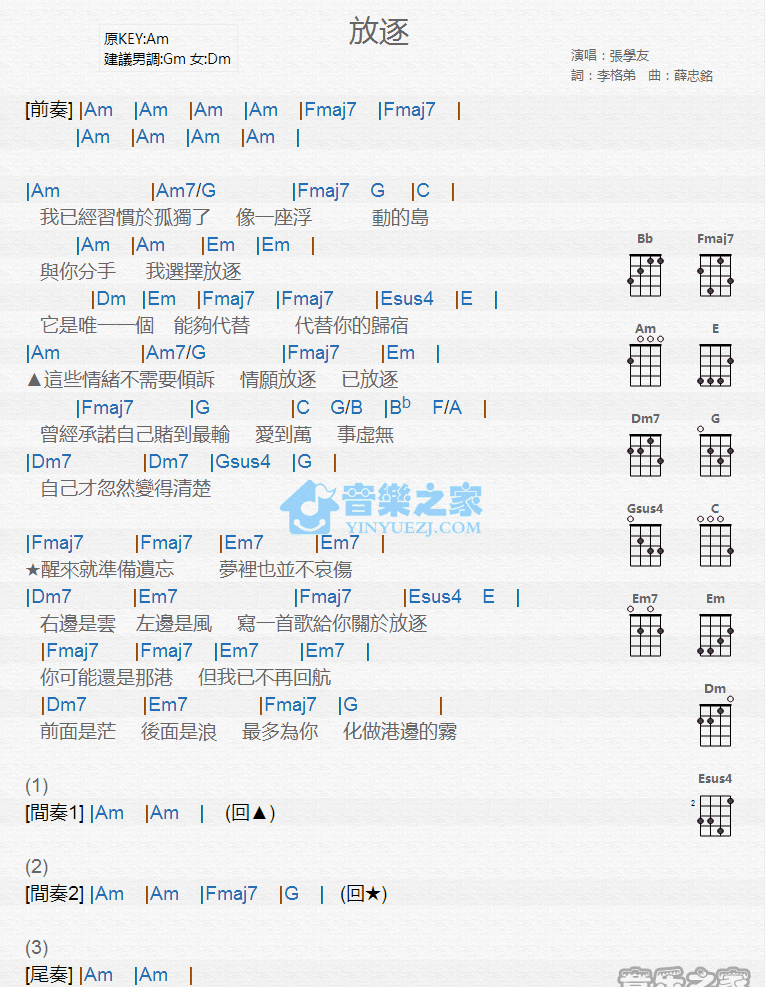 放逐
原KEY:Am
建議男調:Gm 女:Dm
演唱：張學友
詞：李格弟　曲：薛忠銘
[前奏] |Am |Am |Am |Am |Fmaj7 |Fmaj7 |
|Am |Am |Am |Am |
|Am |Am7/G |Fmaj7 G |C |
我已經習慣於孤獨了 像一座浮 動的島
|Am |Am |Em |Em |
與你分手 我選擇放逐
|Dm |Em |Fmaj7 |Fmaj7 |Esus4 |E |
它是唯一一個 能夠代替 代替你的歸宿
|Am |Am7/G |Fmaj7 |Em |
▲這些情緒不需要傾訴 情願放逐 已放逐
|Fmaj7 |G |C G/B |Bb F/A |
曾經承諾自己賭到最輸 愛到萬 事虛無
|Dm7 |Dm7 |Gsus4 |G |
自己才忽然變得清楚
|Fmaj7 |Fmaj7 |Em7 |Em7 |
★醒來就準備遺忘 夢裡也並不哀傷
|Dm7 |Em7 |Fmaj7 |Esus4 E |
右邊是雲 左邊是風 寫一首歌給你關於放逐
|Fmaj7 |Fmaj7 |Em7 |Em7 |
你可能還是那港 但我已不再回航
|Dm7 |Em7 |Fmaj7 |G |
前面是茫 後面是浪 最多為你 化做港邊的霧
(1)
[間奏1] |Am |Am | (回▲)
(2)
[間奏2] |Am |Am |Fmaj7 |G | (回★)
(3)
[尾奏] |Am |Am |
Bb Fmaj7
Am E
Dm7 G
Gsus4 C
Em7 Em
Dm
Esus4
2
音樂之家
YINYUEZJ.COM
音乐之家